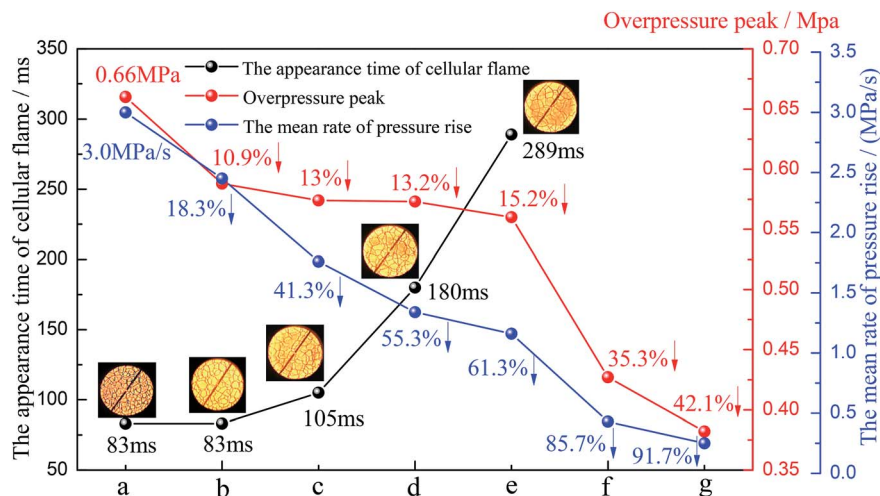 Overpressure peak / Mpa
The appearance time of cellular flame / ms
350
300
250
200
150
100
50
0.66MPa
3.0MPa/s
The appearance time of cellular flame
Overpressure peak
The mean rate of pressure rise
10.9%↓
13%↓
13.2%↓
15.2%↓
35.3%↓
42.1%↓
18.3%↓
41.3%↓
55.3%↓
61.3%↓
85.7%↓
91.7%↓
83ms
83ms
105ms
180ms
289ms
a b c d e f g
0.70
0.65
0.60
0.55
0.50
0.45
0.40
0.35
3.5
3.0
2.5
2.0
1.5
1.0
0.5
0.0
The mean rate of pressure rise / (MPa/s)